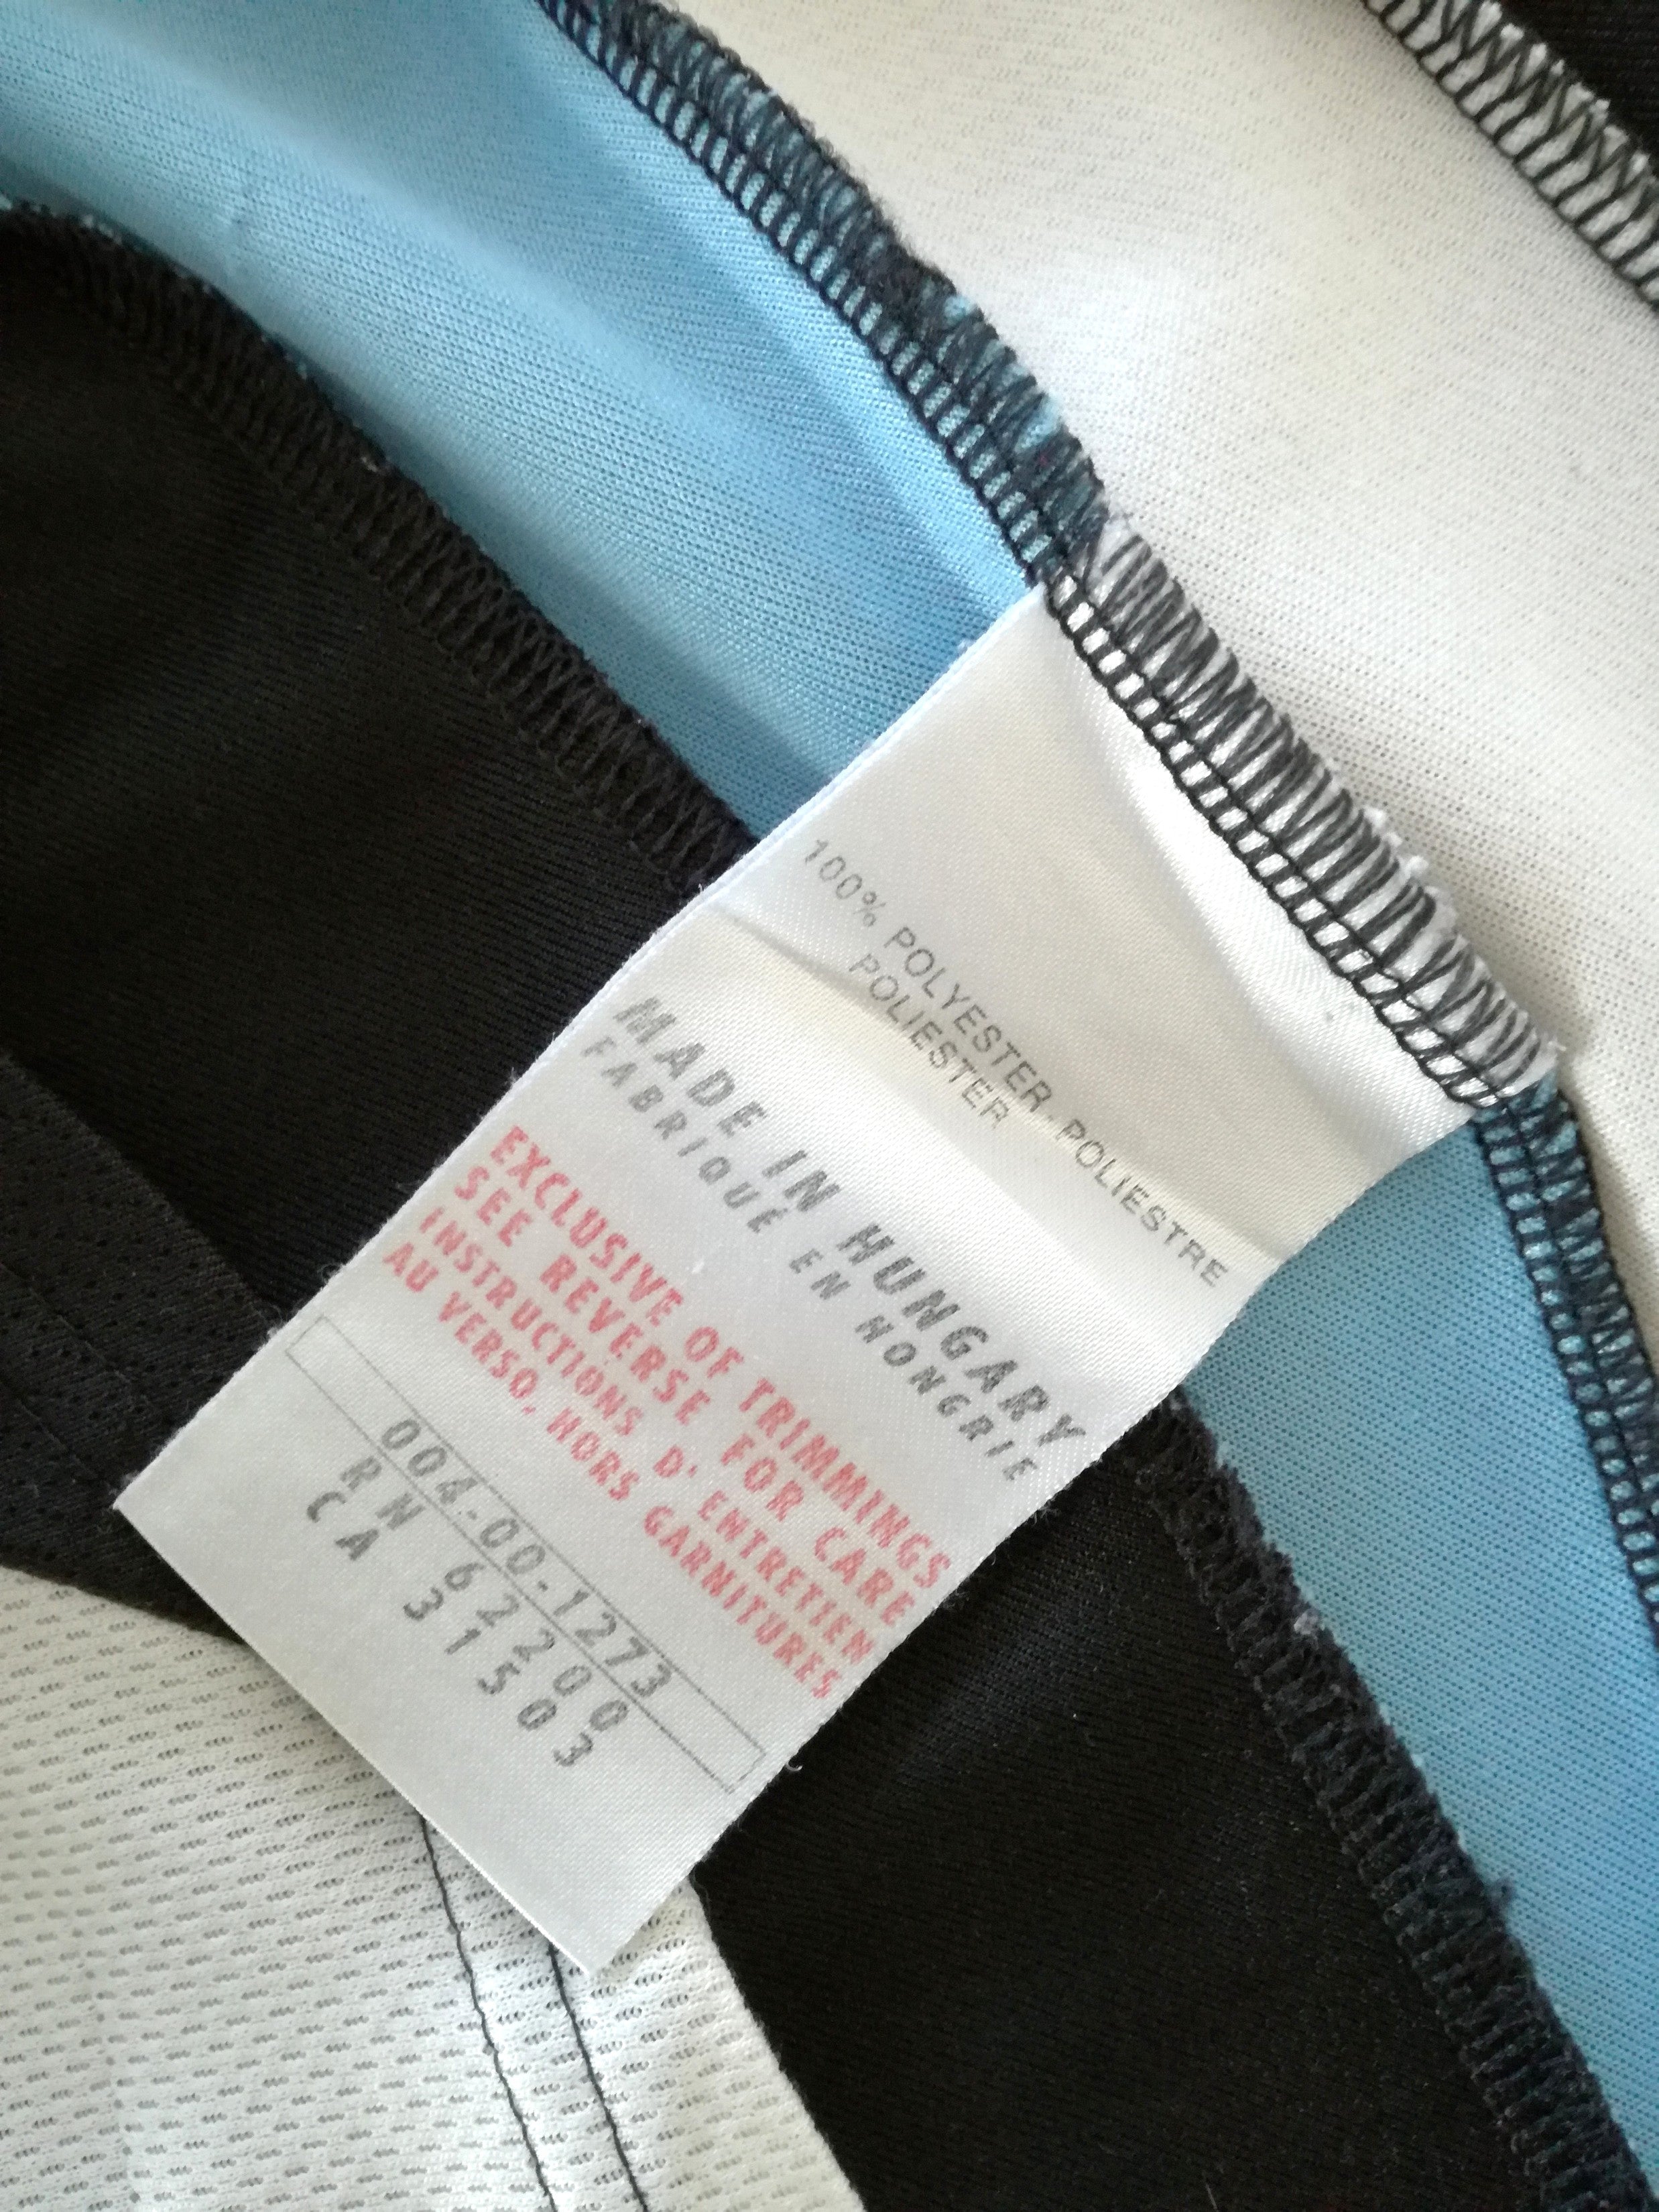 100% POLYESTER-POLIESTRE
POLIESTER
MADE IN HUNGARY
FABRIQUE EN HONGRIE
EXCLUSIVE OF TRIMMINGS
SEE REVERSE FOR CARE
INSTRUCTIONS D' ENTRETIEN
AU VERSO, HORS GARNITURES
004-00-1273
RN 62200
CA 31503